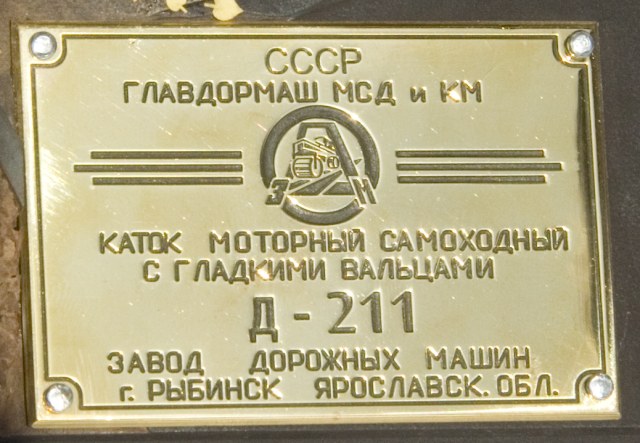 СССР
ГЛАВДОРМАШ МСД и КМ
З Д Н
КАТОК МОТОРНЫЙ САМОХОДНЫЙ
С ГЛАДКИМИ ВАЛЬЦАМИ
Д - 211
ЗАВОД ДОРОЖНЫХ МАШИН
г. РЫБИНСК ЯРОСЛАВСК. ОБЛ.